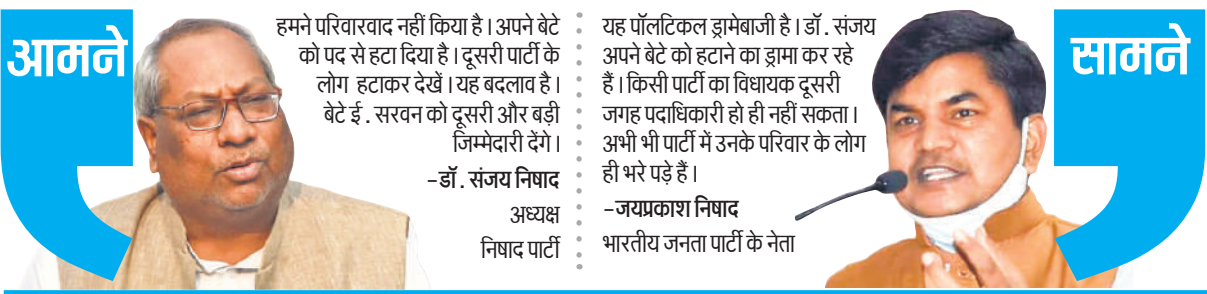 आमने
हमने परिवारवाद नहीं किया है। अपने बेटे
को पद से हटा दिया है। दूसरी पार्टी के
लोग हटाकर देखें। यह बदलाव है।
बेटे ई. सरवन को दूसरी और बड़ी
जिम्मेदारी देंगे।
-डॉ. संजय निषाद
अध्यक्ष
निषाद पार्टी
यह पॉलटिकल ड्रामेबाजी है। डॉ. संजय
अपने बेटे को हटाने का ड्रामा कर रहे
हैं। किसी पार्टी का विधायक दूसरी
जगह पदाधिकारी हो ही नहीं सकता।
अभी भी पार्टी में उनके परिवार के लोग
ही भरे पड़े हैं।
-जयप्रकाश निषाद
भारतीय जनता पार्टी के नेता
सामने